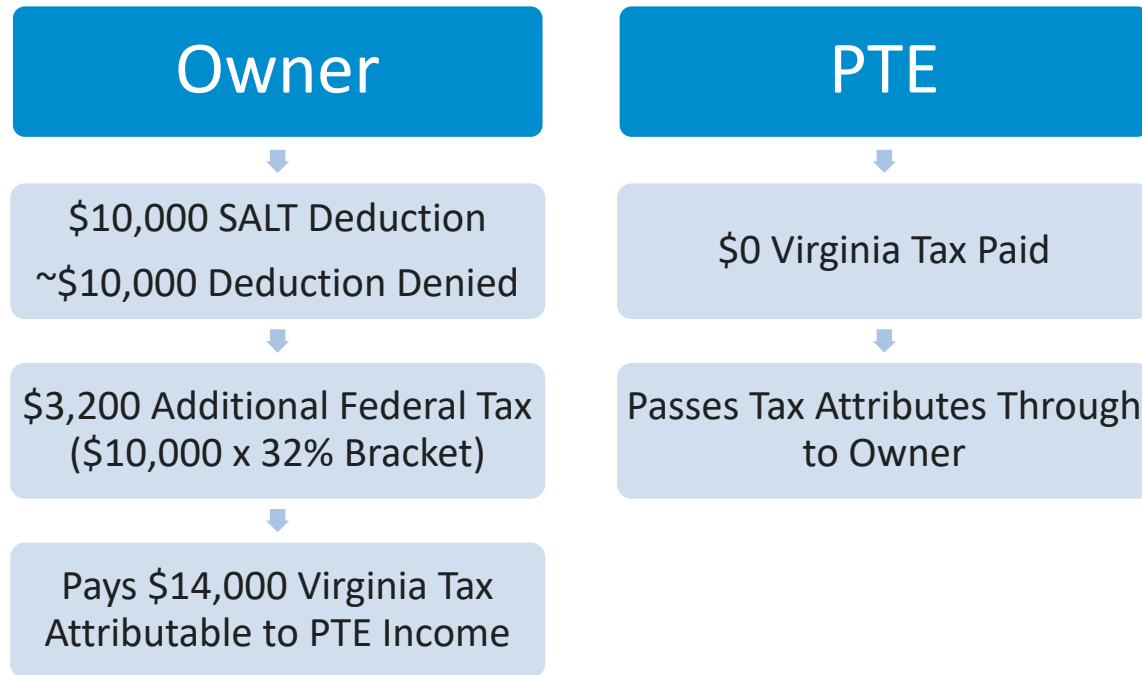 Owner
$10,000 SALT Deduction
~$10,000 Deduction Denied
$3,200 Additional Federal Tax
($10,000 x 32% Bracket)
Pays $14,000 Virginia Tax
Attributable to PTE Income
PTE
$0 Virginia Tax Paid
Passes Tax Attributes Through
to Owner